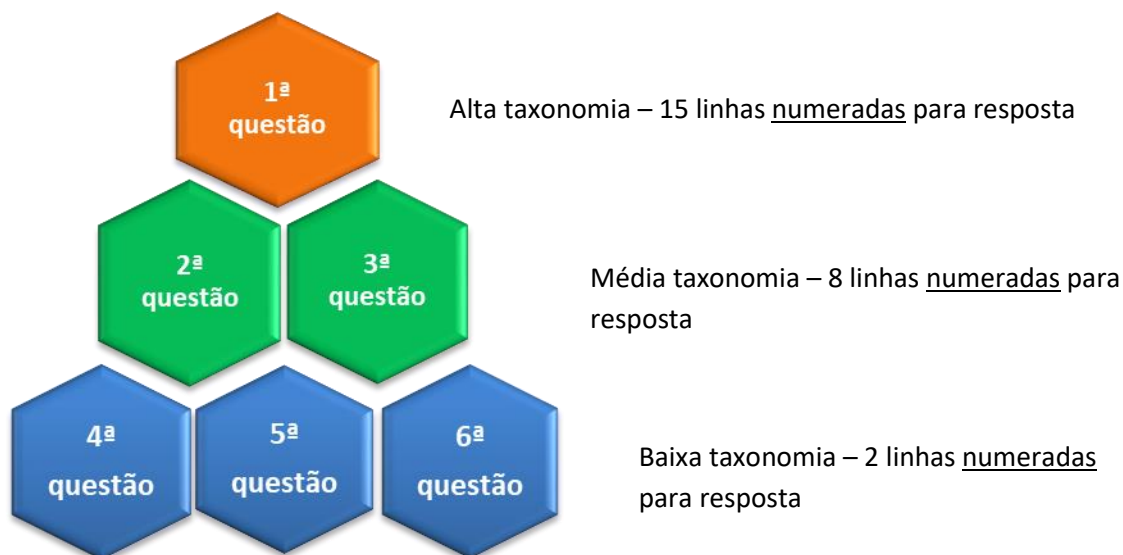 1ª
questão
Alta taxonomia – 15 linhas numeradas para resposta
2ª
questão
3ª
questão
Média taxonomia – 8 linhas numeradas para
resposta
4ª
questão
5ª
questão
6ª
questão
Baixa taxonomia – 2 linhas numeradas
para resposta